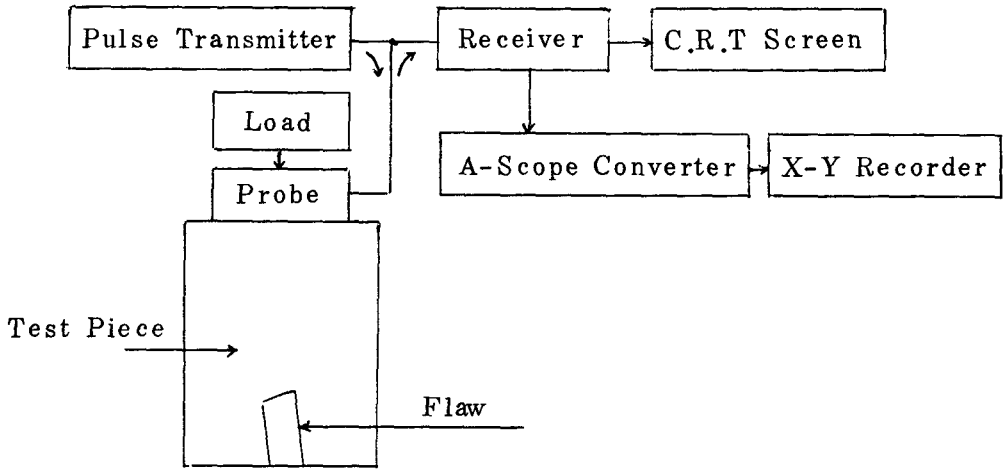 Pulse Transmitter
Receiver
C.R.T Screen
Load
A-Scope Converter
X-Y Recorder
Probe
Test Piece
Flaw